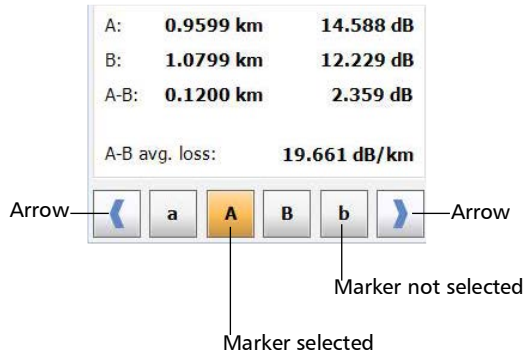 A: 0.9599 km 14.588 dB
B: 1.0799 km 12.229 dB
A-B: 0.1200 km 2.359 dB
A-B avg. loss: 19.661 dB/km
Arrow a A B b Arrow
Marker not selected
Marker selected